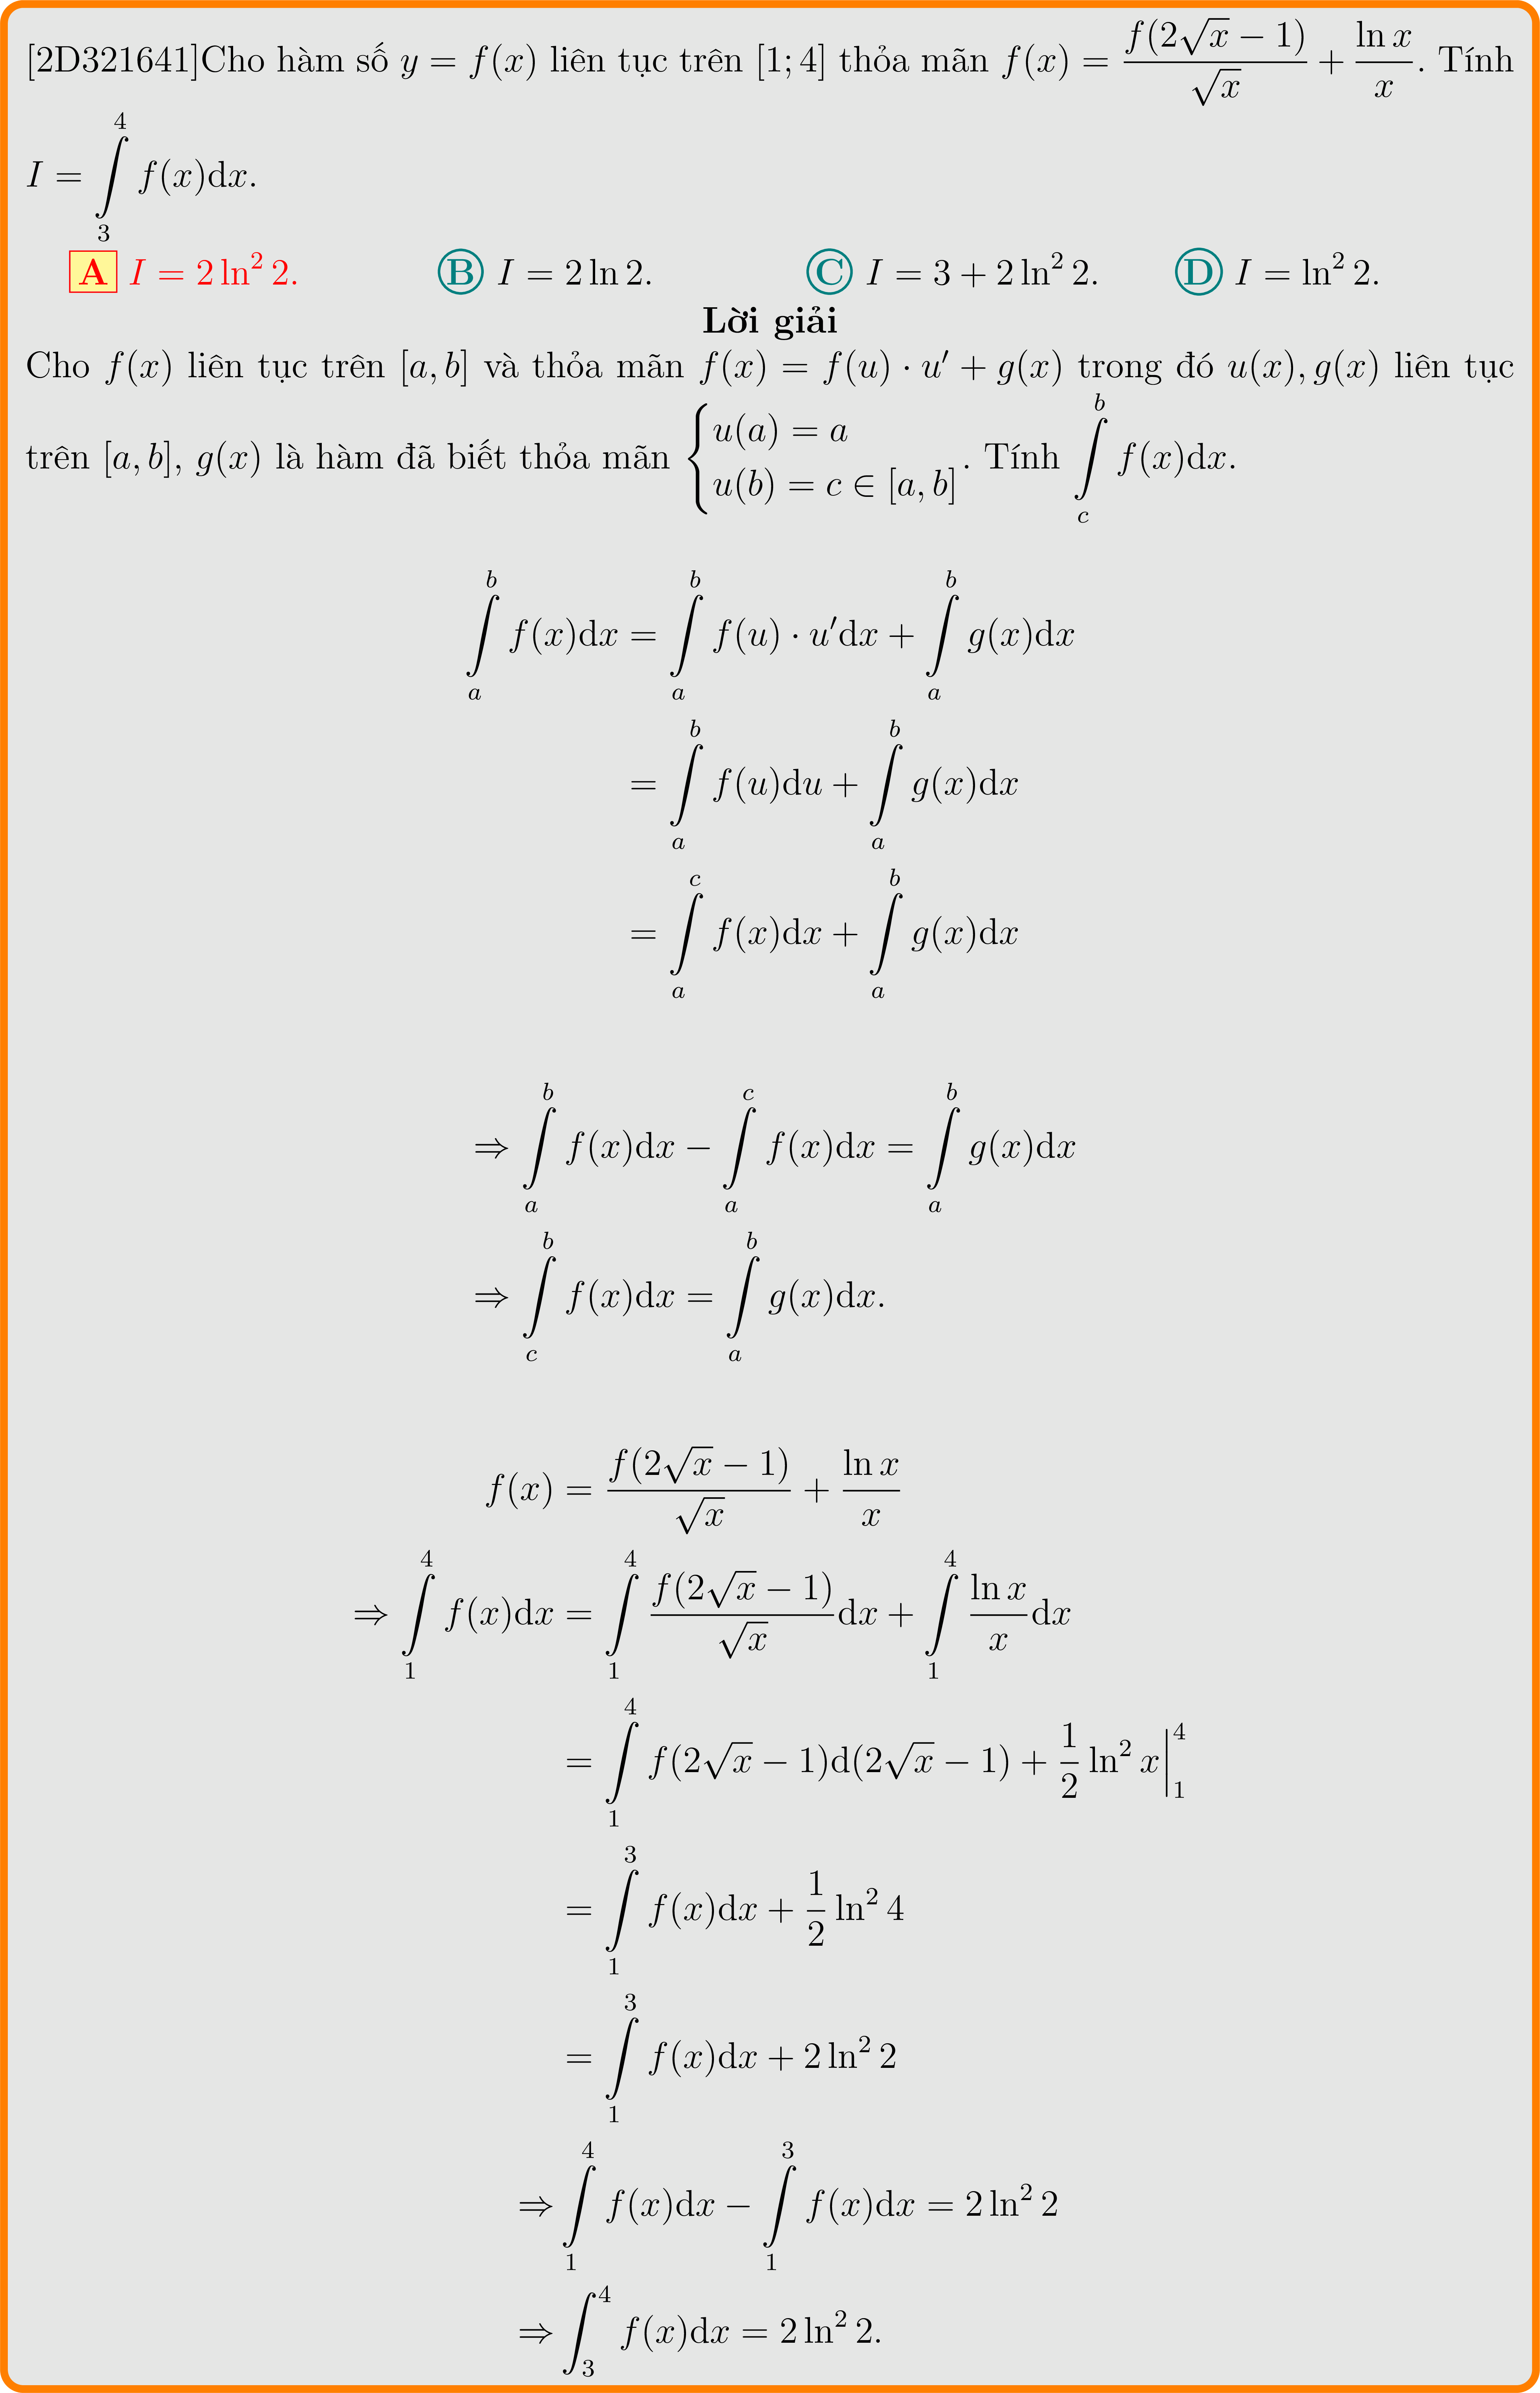 [2D321641]Cho hàm số $y = f(x)$ liên tục trên $[1; 4]$ thỏa mãn $f(x) = \dfrac{f(2\sqrt{x} - 1)}{\sqrt{x}} + \dfrac{\ln x}{x}$. Tính
$I = \int\limits_3^4 f(x)\mathrm{d}x$.
A $I = 2\ln^2 2$. B $I = 2\ln 2$. C $I = 3 + 2\ln^2 2$. D $I = \ln^2 2$.
Lời giải
Cho $f(x)$ liên tục trên $[a, b]$ và thỏa mãn $f(x) = f(u) \cdot u' + g(x)$ trong đó $u(x), g(x)$ liên tục
trên $[a, b]$, $g(x)$ là hàm đã biết thỏa mãn $\begin{cases} u(a) = a \\ u(b) = c \in [a, b] \end{cases}$. Tính $\int\limits_c^b f(x)\mathrm{d}x$.
$\int\limits_a^b f(x)\mathrm{d}x = \int\limits_a^b f(u) \cdot u'\mathrm{d}x + \int\limits_a^b g(x)\mathrm{d}x$
$= \int\limits_a^b f(u)\mathrm{d}u + \int\limits_a^b g(x)\mathrm{d}x$
$= \int\limits_a^c f(x)\mathrm{d}x + \int\limits_a^b g(x)\mathrm{d}x$
$\Rightarrow \int\limits_a^b f(x)\mathrm{d}x - \int\limits_a^c f(x)\mathrm{d}x = \int\limits_a^b g(x)\mathrm{d}x$
$\Rightarrow \int\limits_c^b f(x)\mathrm{d}x = \int\limits_a^b g(x)\mathrm{d}x.$
$f(x) = \dfrac{f(2\sqrt{x} - 1)}{\sqrt{x}} + \dfrac{\ln x}{x}$
$\Rightarrow \int\limits_1^4 f(x)\mathrm{d}x = \int\limits_1^4 \dfrac{f(2\sqrt{x} - 1)}{\sqrt{x}}\mathrm{d}x + \int\limits_1^4 \dfrac{\ln x}{x}\mathrm{d}x$
$= \int\limits_1^4 f(2\sqrt{x} - 1)\mathrm{d}(2\sqrt{x} - 1) + \dfrac{1}{2}\ln^2 x\Big|_1^4$
$= \int\limits_1^3 f(x)\mathrm{d}x + \dfrac{1}{2}\ln^2 4$
$= \int\limits_1^3 f(x)\mathrm{d}x + 2\ln^2 2$
$\Rightarrow \int\limits_1^4 f(x)\mathrm{d}x - \int\limits_1^3 f(x)\mathrm{d}x = 2\ln^2 2$
$\Rightarrow \int_3^4 f(x)\mathrm{d}x = 2\ln^2 2.$